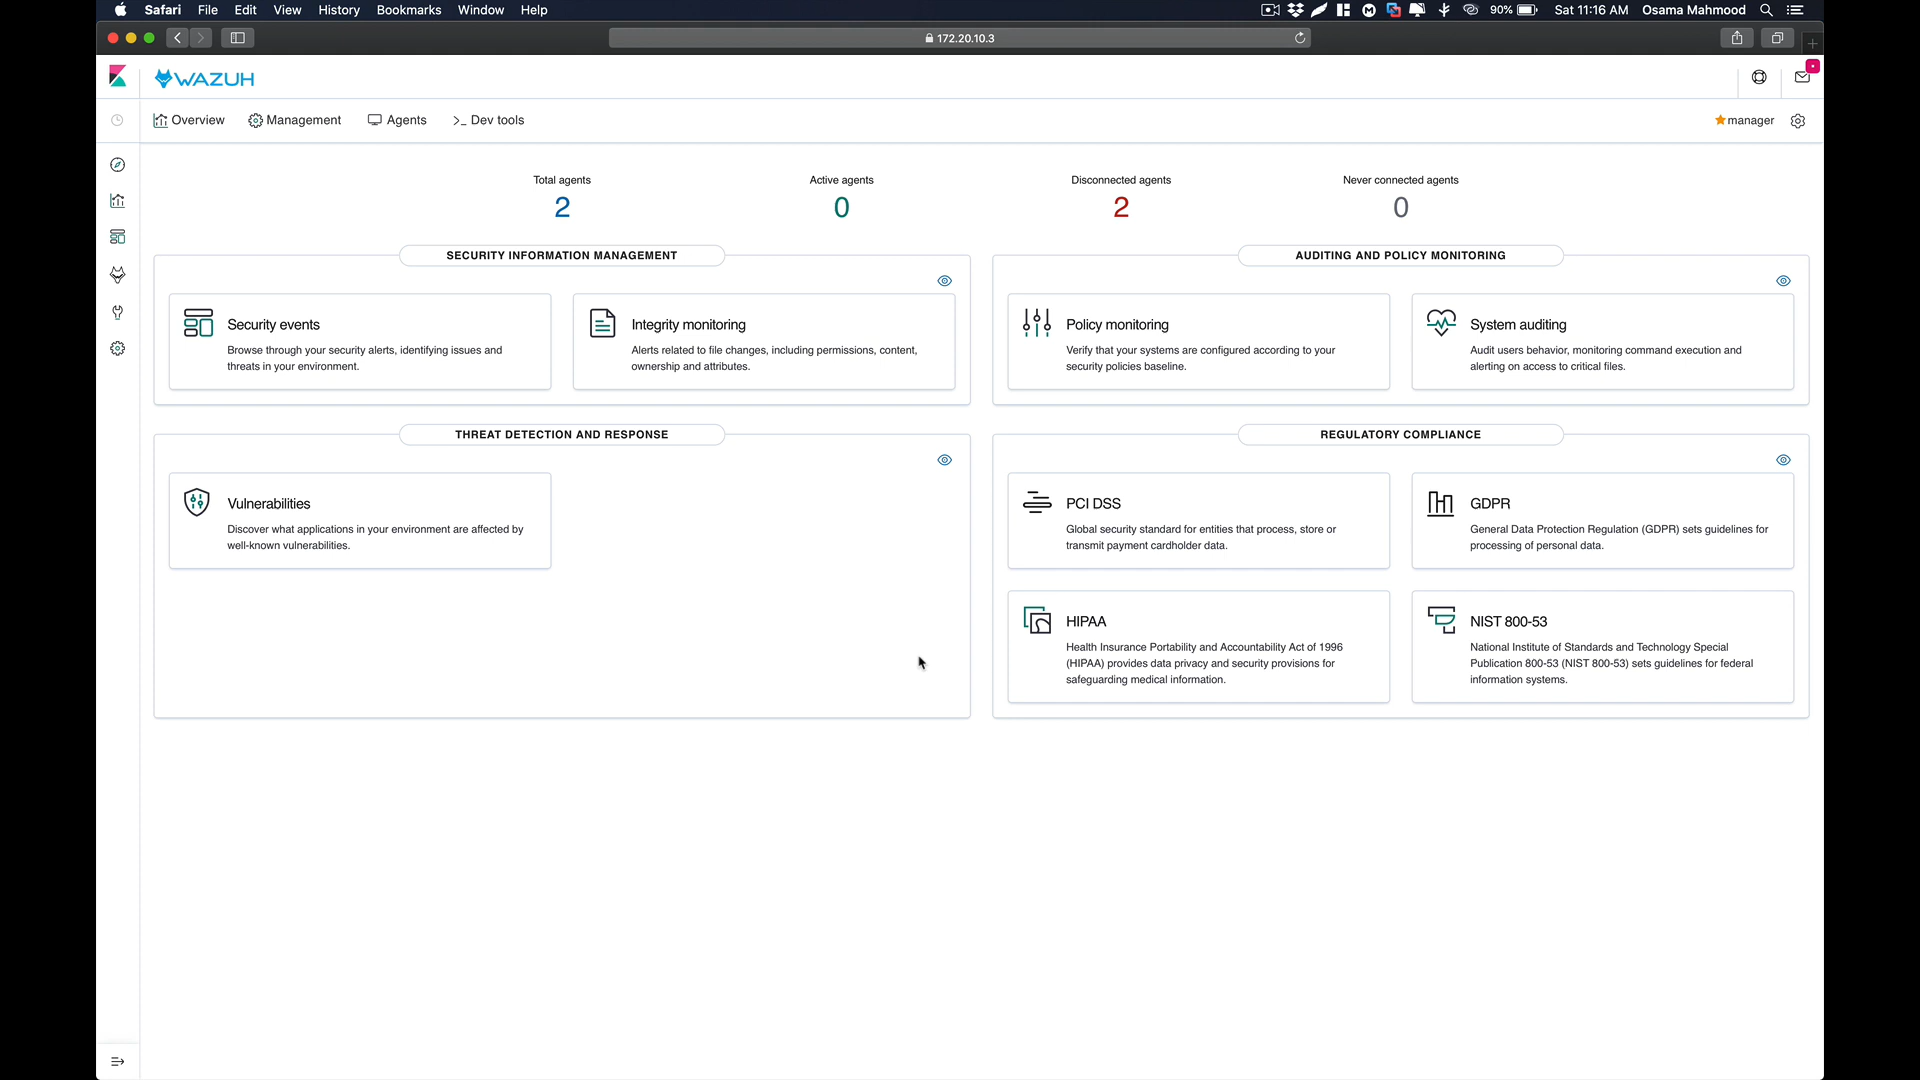 Safari File Edit View History Bookmarks Window Help 90% Sat 11:16 AM Osama Mahmood
172.20.10.3
WAZUH
Overview Management Agents >_ Dev tools manager
Total agents Active agents Disconnected agents Never connected agents
2 0 2 0
SECURITY INFORMATION MANAGEMENT
Security events
Browse through your security alerts, identifying issues and
threats in your environment.
Integrity monitoring
Alerts related to file changes, including permissions, content,
ownership and attributes.
AUDITING AND POLICY MONITORING
Policy monitoring
Verify that your systems are configured according to your
security policies baseline.
System auditing
Audit users behavior, monitoring command execution and
alerting on access to critical files.
THREAT DETECTION AND RESPONSE
Vulnerabilities
Discover what applications in your environment are affected by
well-known vulnerabilities.
REGULATORY COMPLIANCE
PCI DSS
Global security standard for entities that process, store or
transmit payment cardholder data.
GDPR
General Data Protection Regulation (GDPR) sets guidelines for
processing of personal data.
HIPAA
Health Insurance Portability and Accountability Act of 1996
(HIPAA) provides data privacy and security provisions for
safeguarding medical information.
NIST 800-53
National Institute of Standards and Technology Special
Publication 800-53 (NIST 800-53) sets guidelines for federal
information systems.